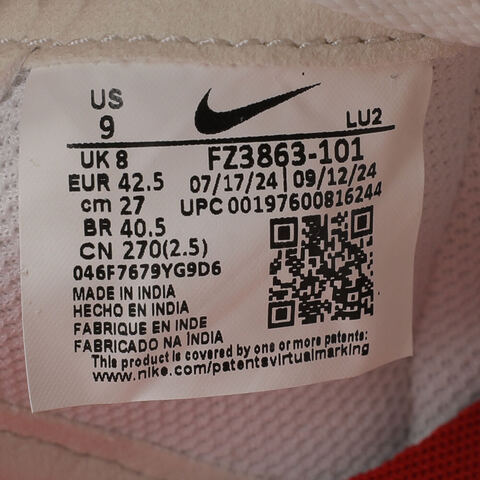 US
9
LU2
UK 8 FZ3863-101
EUR 42.5 07/17/24 | 09/12/24
cm 27 UPC 00197600816244
BR 40.5
CN 270(2.5)
046F7679YG9D6
MADE IN INDIA
HECHO EN INDIA
FABRIQUE EN INDE
FABRICADO NA INDIA
This product is covered by one or more patents:
www.nike.com/patentsvirtualmarking